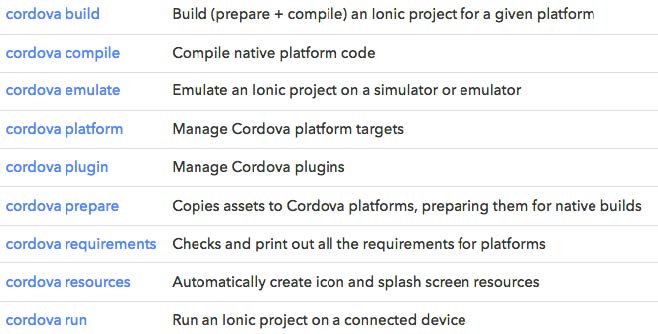 cordova build Build (prepare + compile) an Ionic project for a given platform
cordova compile Compile native platform code
cordova emulate Emulate an Ionic project on a simulator or emulator
cordova platform Manage Cordova platform targets
cordova plugin Manage Cordova plugins
cordova prepare Copies assets to Cordova platforms, preparing them for native builds
cordova requirements Checks and print out all the requirements for platforms
cordova resources Automatically create icon and splash screen resources
cordova run Run an Ionic project on a connected device